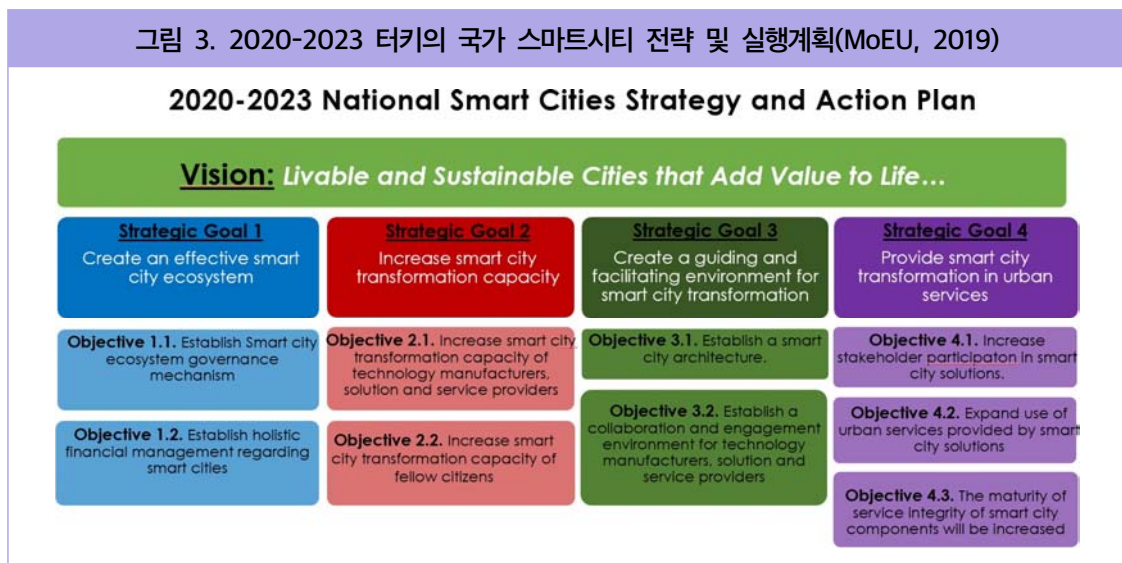 그림 3. 2020-2023 터키의 국가 스마트시티 전략 및 실행계획(MoEU, 2019)
2020-2023 National Smart Cities Strategy and Action Plan
Vision: Livable and Sustainable Cities that Add Value to Life...
Strategic Goal 1
Create an effective smart
city ecosystem
Objective 1.1. Establish Smart city
ecosystem governance
mechanism
Objective 1.2. Establish holistic
financial management regarding
smart cities
Strategic Goal 2
Increase smart city
transformation capacity
Objective 2.1. Increase smart city
transformation capacity of
technology manufacturers,
solution and service providers
Objective 2.2. Increase smart
city transformation capacity of
fellow citizens
Strategic Goal 3
Create a guiding and
facilitating environment for
smart city transformation
Objective 3.1. Establish a smart
city architecture.
Objective 3.2. Establish a
collaboration and engagement
environment for technology
manufacturers, solution and
service providers
Strategic Goal 4
Provide smart city
transformation in urban
services
Objective 4.1. Increase
stakeholder participaton in smart
city solutions.
Objective 4.2. Expand use of
urban services provided by smart
city solutions
Objective 4.3. The maturity of
service integrity of smart city
components will be increased